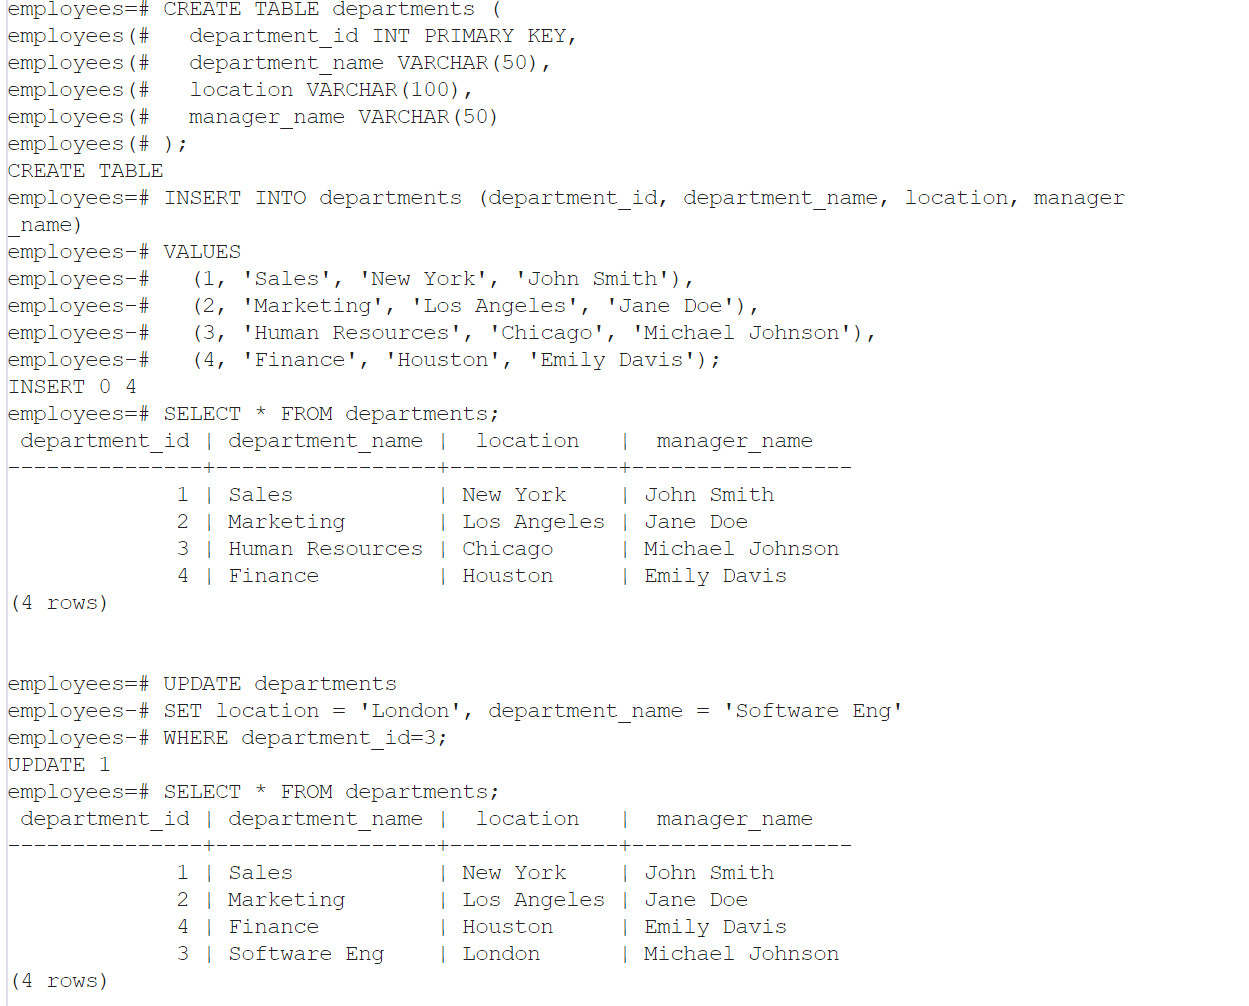 employees=# CREATE TABLE departments (
employees(#   department_id INT PRIMARY KEY,
employees(#   department_name VARCHAR(50),
employees(#   location VARCHAR(100),
employees(#   manager_name VARCHAR(50)
employees(# );
CREATE TABLE
employees=# INSERT INTO departments (department_id, department_name, location, manager
_name)
employees-# VALUES
employees-#   (1, 'Sales', 'New York', 'John Smith'),
employees-#   (2, 'Marketing', 'Los Angeles', 'Jane Doe'),
employees-#   (3, 'Human Resources', 'Chicago', 'Michael Johnson'),
employees-#   (4, 'Finance', 'Houston', 'Emily Davis');
INSERT 0 4
employees=# SELECT * FROM departments;
 department_id | department_name |  location   |  manager_name
---------------+-----------------+-------------+-----------------
             1 | Sales           | New York    | John Smith
             2 | Marketing       | Los Angeles | Jane Doe
             3 | Human Resources | Chicago     | Michael Johnson
             4 | Finance         | Houston     | Emily Davis
(4 rows)
employees=# UPDATE departments
employees-# SET location = 'London', department_name = 'Software Eng'
employees-# WHERE department_id=3;
UPDATE 1
employees=# SELECT * FROM departments;
 department_id | department_name |  location   |  manager_name
---------------+-----------------+-------------+-----------------
             1 | Sales           | New York    | John Smith
             2 | Marketing       | Los Angeles | Jane Doe
             4 | Finance         | Houston     | Emily Davis
             3 | Software Eng    | London      | Michael Johnson
(4 rows)